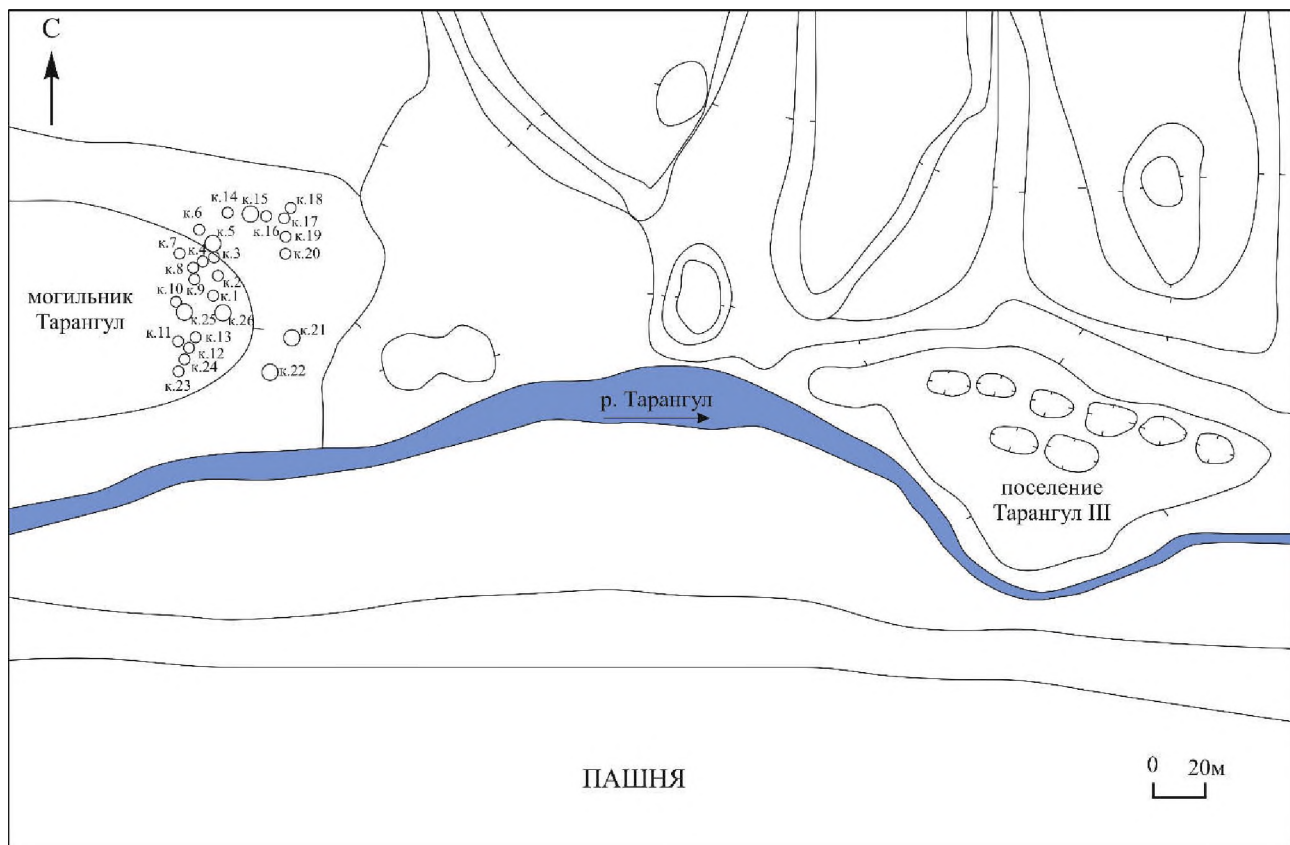 С
к.14
к.15
к.18
к.6
к.17
к.16
к.5
к.19
к.7
к.4
к.3
к.20
к.8
к.2
к.9
могильник
Тарангул
к.10
к.1
к.25
к.26
к.11
к.13
к.21
к.12
к.24
к.22
к.23
р. Тарангул
поселение
Тарангул III
ПАШНЯ
0 20м